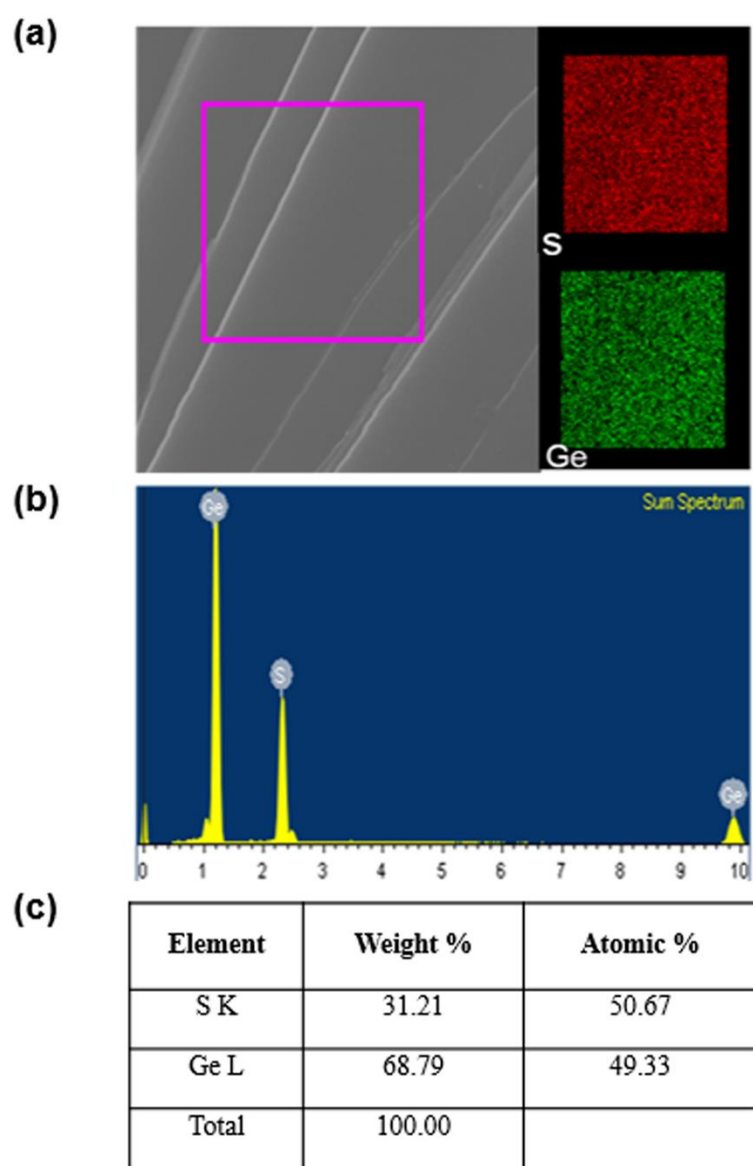 (a)
S
Ge
(b)
Sum Spectrum
Ge
S
Ge
0 1 2 3 4 5 6 7 8 9 10
(c)
Element Weight % Atomic %
S K 31.21 50.67
Ge L 68.79 49.33
Total 100.00